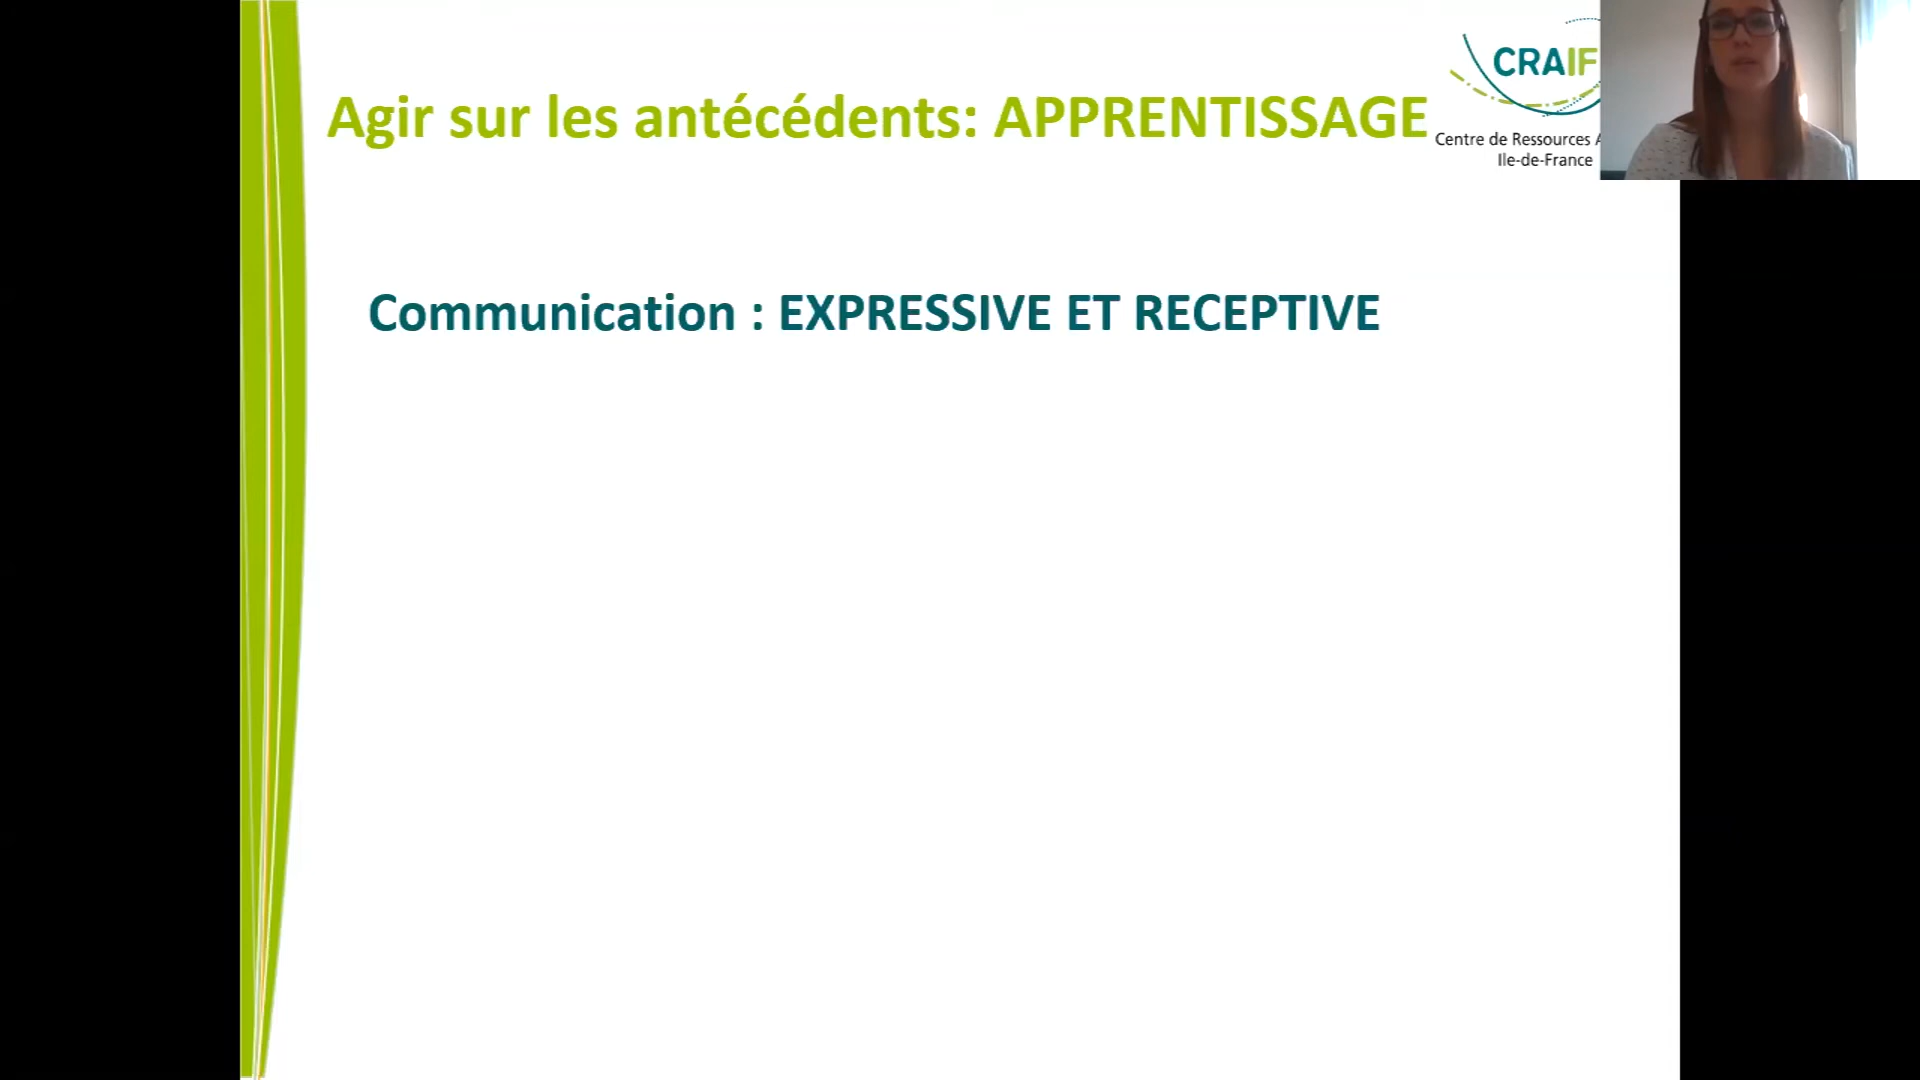 Agir sur les antécédents: APPRENTISSAGE
CRAIF
Centre de Ressources
Ile-de-France
Communication : EXPRESSIVE ET RECEPTIVE